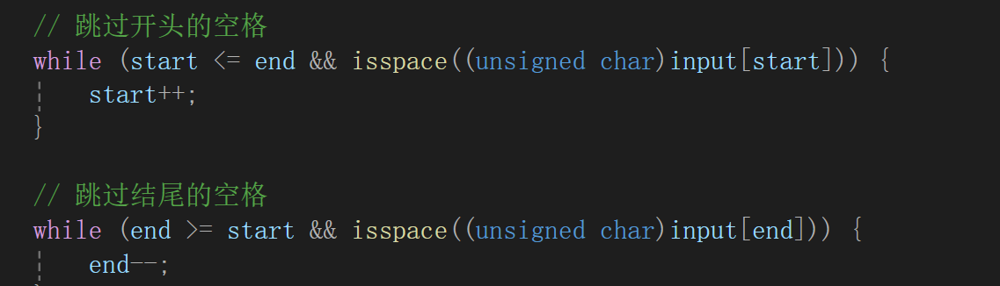 // 跳过开头的空格
while (start <= end && isspace((unsigned char)input[start])) {
    start++;
}
// 跳过结尾的空格
while (end >= start && isspace((unsigned char)input[end])) {
    end--;